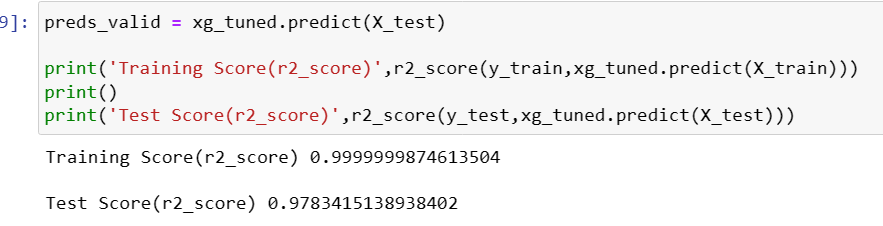 9]: preds_valid = xg_tuned.predict(X_test)
print('Training Score(r2_score)',r2_score(y_train,xg_tuned.predict(X_train)))
print()
print('Test Score(r2_score)',r2_score(y_test,xg_tuned.predict(X_test)))
Training Score(r2_score) 0.9999999874613504
Test Score(r2_score) 0.9783415138938402